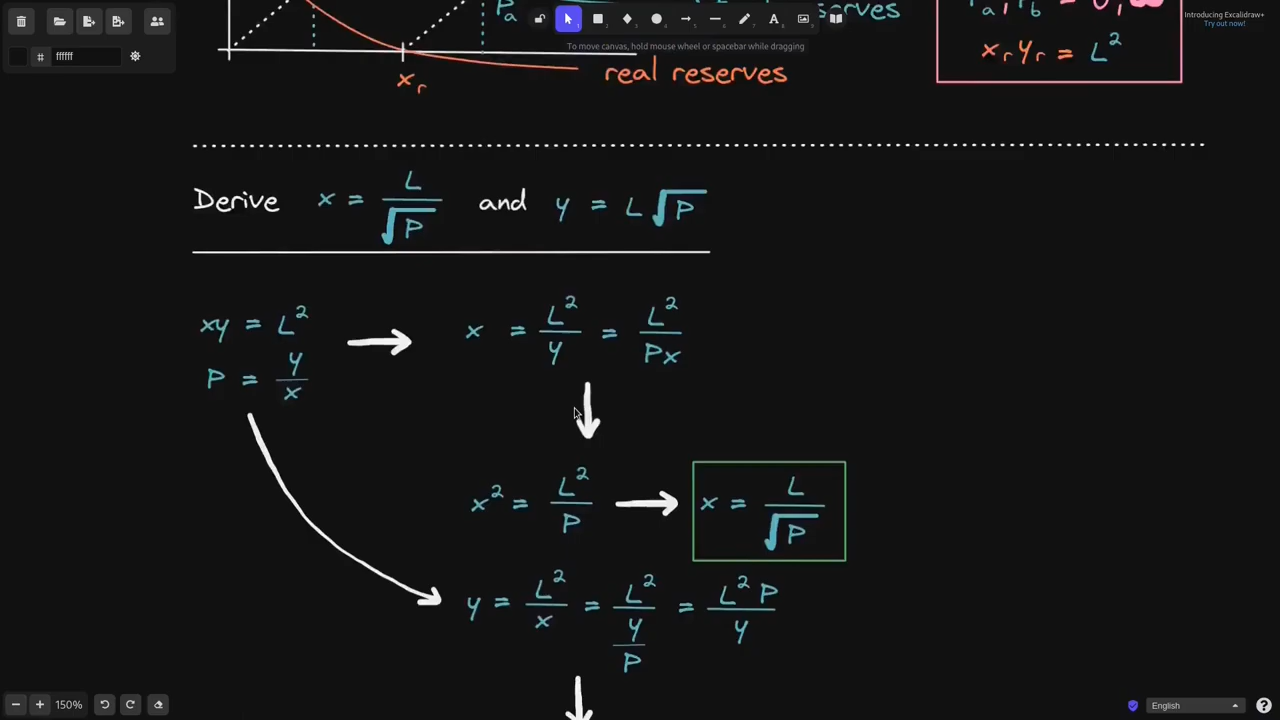 Introducing Excalidraw+
Try out now!
# ffffff
To move canvas, hold mouse wheel or spacebar while dragging
P_a
x_r y_r = L²
real reserves
x_r
Derive x = L/√P and y = L√P
xy = L²
P = y/x
x = L²/y = L²/Px
x² = L²/P
x = L/√P
y = L²/x = L²/(y/P) = L²P/y
150%
English